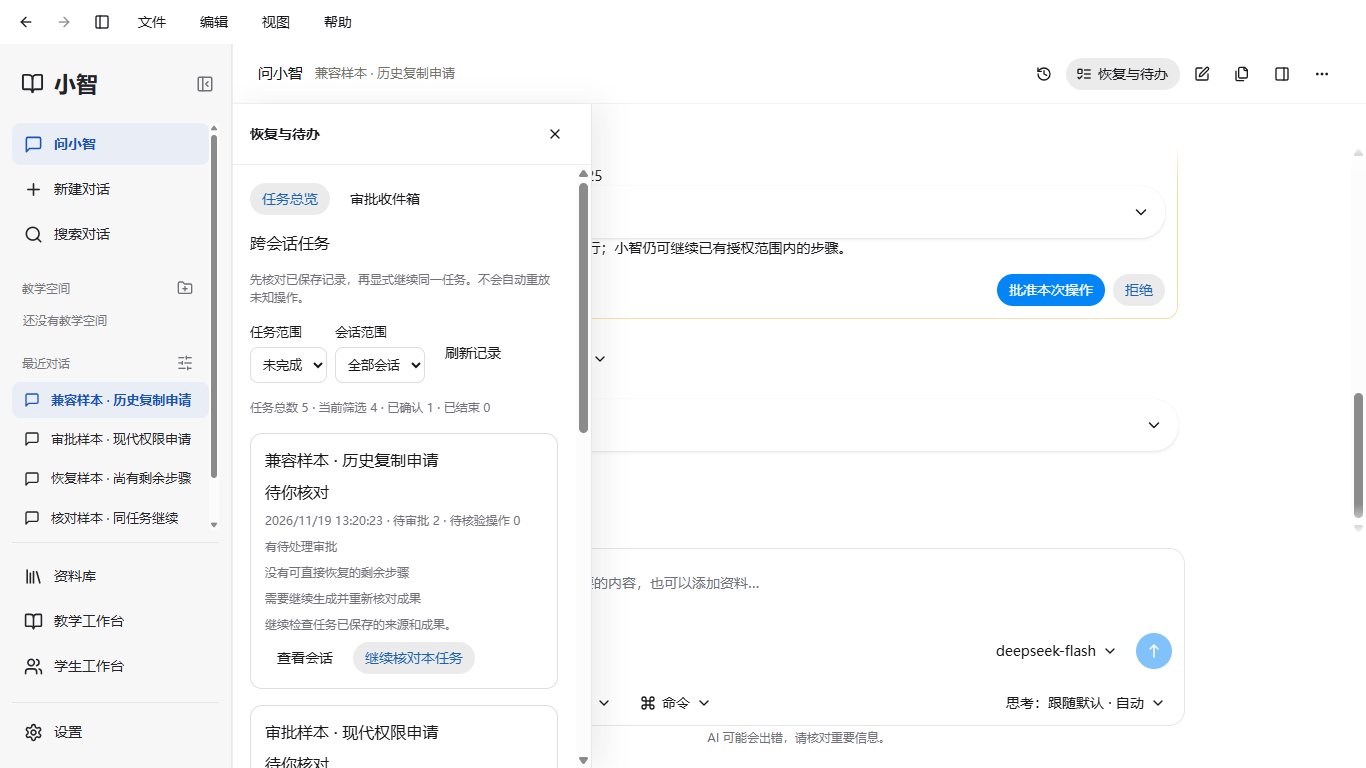 文件 编辑 视图 帮助
小智
问小智
新建对话
搜索对话
教学空间
还没有教学空间
最近对话
兼容样本 · 历史复制申请
审批样本 · 现代权限申请
恢复样本 · 尚有剩余步骤
核对样本 · 同任务继续
资料库
教学工作台
学生工作台
设置
问小智 兼容样本 · 历史复制申请
恢复与待办
恢复与待办
任务总览 审批收件箱
跨会话任务
先核对已保存记录，再显式继续同一任务。不会自动重放
未知操作。
任务范围 会话范围
未完成 全部会话 刷新记录
任务总数 5 · 当前筛选 4 · 已确认 1 · 已结束 0
兼容样本 · 历史复制申请
待你核对
2026/11/19 13:20:23 · 待审批 2 · 待核验操作 0
有待处理审批
没有可直接恢复的剩余步骤
需要继续生成并重新核对成果
继续检查任务已保存的来源和成果。
查看会话 继续核对本任务
审批样本 · 现代权限申请
待你核对
25
行；小智仍可继续已有授权范围内的步骤。
批准本次操作 拒绝
的内容，也可以添加资料...
deepseek-flash
命令 思考：跟随默认 · 自动
AI 可能会出错，请核对重要信息。